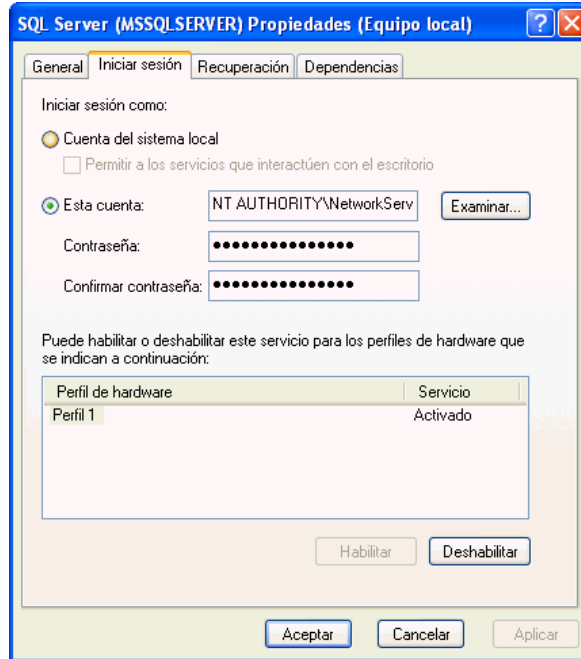 SQL Server (MSSQLSERVER) Propiedades (Equipo local)
General Iniciar sesión Recuperación Dependencias
Iniciar sesión como:
Cuenta del sistema local
Permitir a los servicios que interactúen con el escritorio
Esta cuenta: NT AUTHORITY\NetworkServ Examinar...
Contraseña: ●●●●●●●●●●●●●●●
Confirmar contraseña: ●●●●●●●●●●●●●●●
Puede habilitar o deshabilitar este servicio para los perfiles de hardware que
se indican a continuación:
Perfil de hardware Servicio
Perfil 1 Activado
Habilitar Deshabilitar
Aceptar Cancelar Aplicar